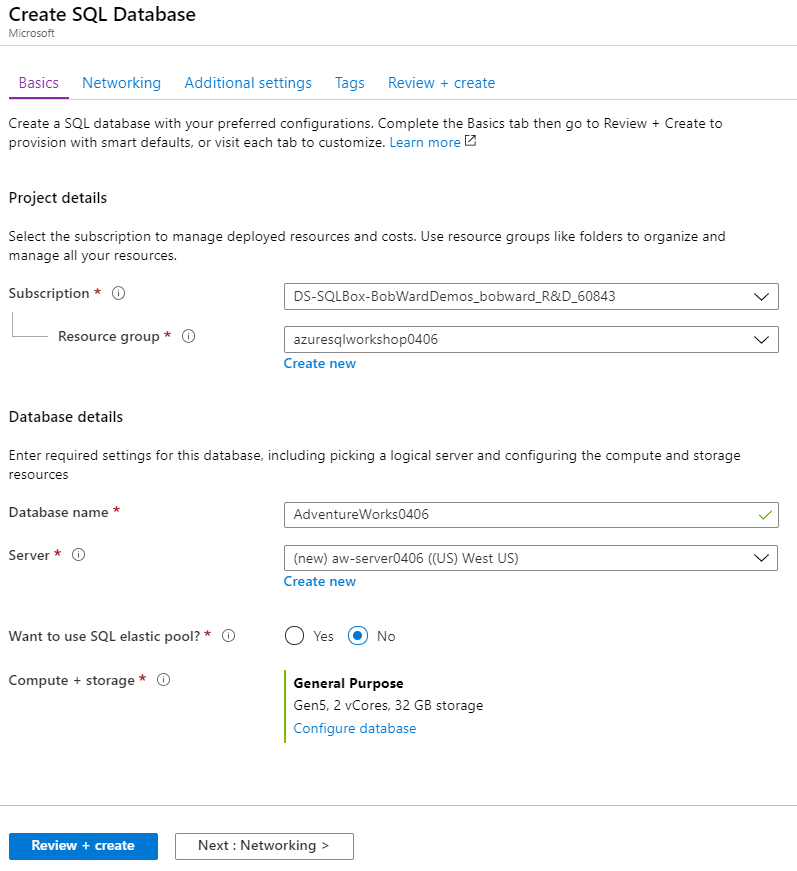 Create SQL Database
Microsoft
Basics Networking Additional settings Tags Review + create
Create a SQL database with your preferred configurations. Complete the Basics tab then go to Review + Create to
provision with smart defaults, or visit each tab to customize. Learn more
Project details
Select the subscription to manage deployed resources and costs. Use resource groups like folders to organize and
manage all your resources.
Subscription * DS-SQLBox-BobWardDemos_bobward_R&D_60843
Resource group * azuresqlworkshop0406
Create new
Database details
Enter required settings for this database, including picking a logical server and configuring the compute and storage
resources
Database name * AdventureWorks0406
Server * (new) aw-server0406 ((US) West US)
Create new
Want to use SQL elastic pool? * Yes No
Compute + storage * General Purpose
Gen5, 2 vCores, 32 GB storage
Configure database
Review + create Next : Networking >